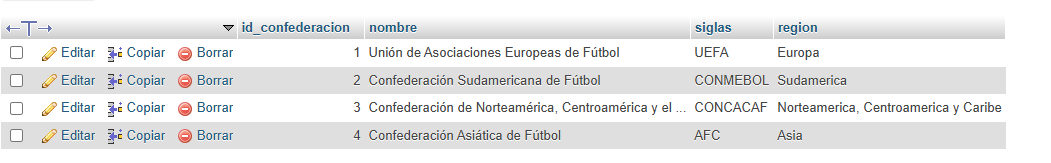 id_confederacion nombre siglas region
Editar Copiar Borrar 1 Unión de Asociaciones Europeas de Fútbol UEFA Europa
Editar Copiar Borrar 2 Confederación Sudamericana de Fútbol CONMEBOL Sudamerica
Editar Copiar Borrar 3 Confederación de Norteamérica, Centroamérica y el ... CONCACAF Norteamerica, Centroamerica y Caribe
Editar Copiar Borrar 4 Confederación Asiática de Fútbol AFC Asia